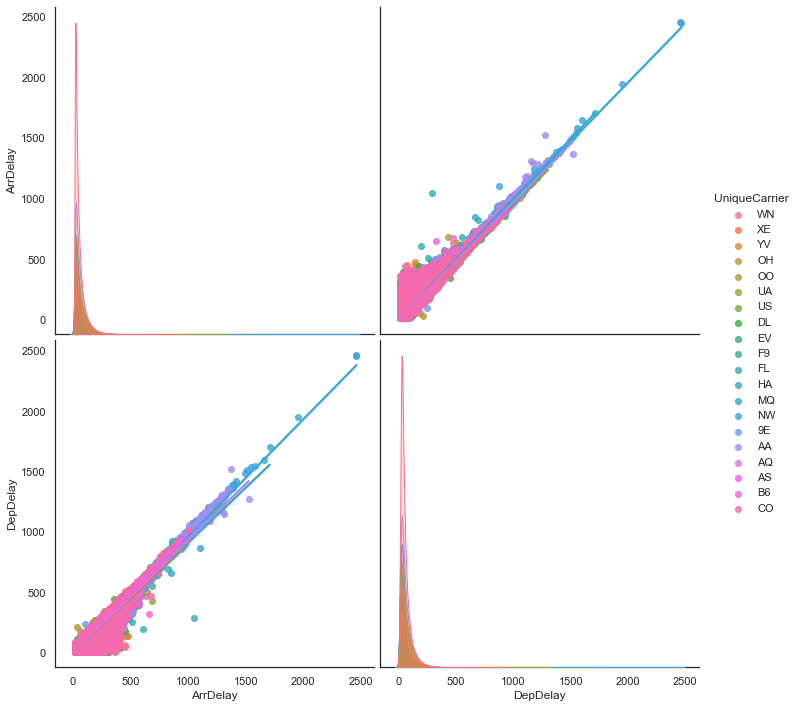 2500
2000
1500
1000
500
0
ArrDelay
2500
2000
1500
1000
500
0
DepDelay
0 500 1000 1500 2000 2500
ArrDelay
0 500 1000 1500 2000 2500
DepDelay
UniqueCarrier
WN
XE
YV
OH
OO
UA
US
DL
EV
F9
FL
HA
MQ
NW
9E
AA
AQ
AS
B6
CO